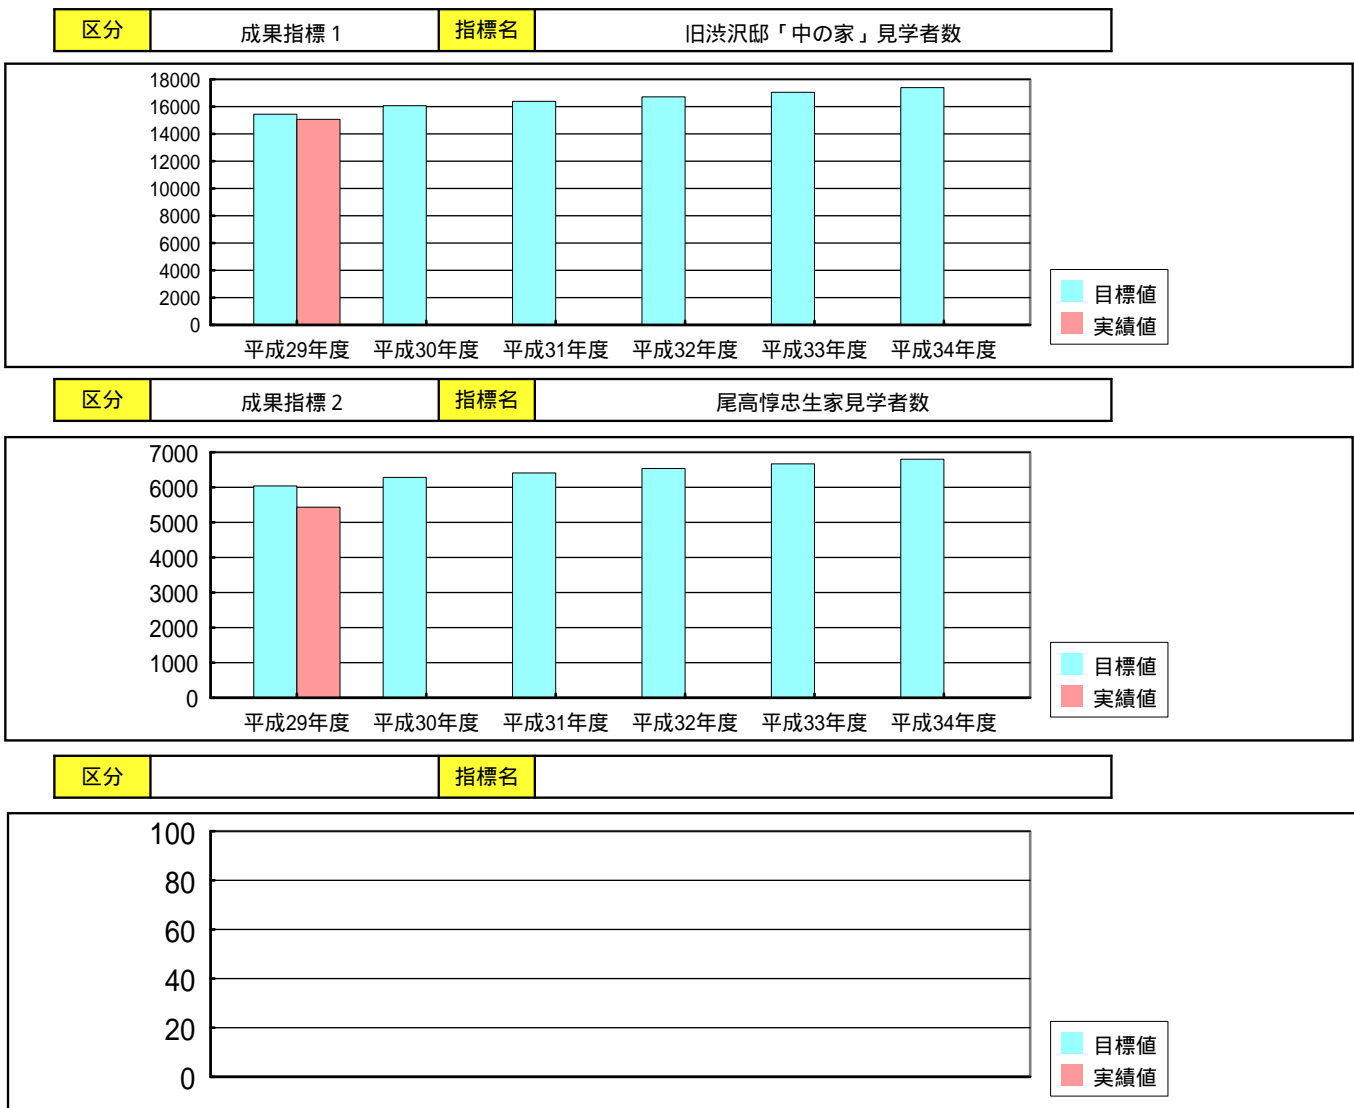 区分 成果指標１ 指標名 旧渋沢邸「中の家」見学者数
18000
16000
14000
12000
10000
8000
6000
4000
2000
0
平成29年度 平成30年度 平成31年度 平成32年度 平成33年度 平成34年度
目標値
実績値
区分 成果指標２ 指標名 尾高惇忠生家見学者数
7000
6000
5000
4000
3000
2000
1000
0
平成29年度 平成30年度 平成31年度 平成32年度 平成33年度 平成34年度
目標値
実績値
区分 指標名
100
80
60
40
20
0
目標値
実績値